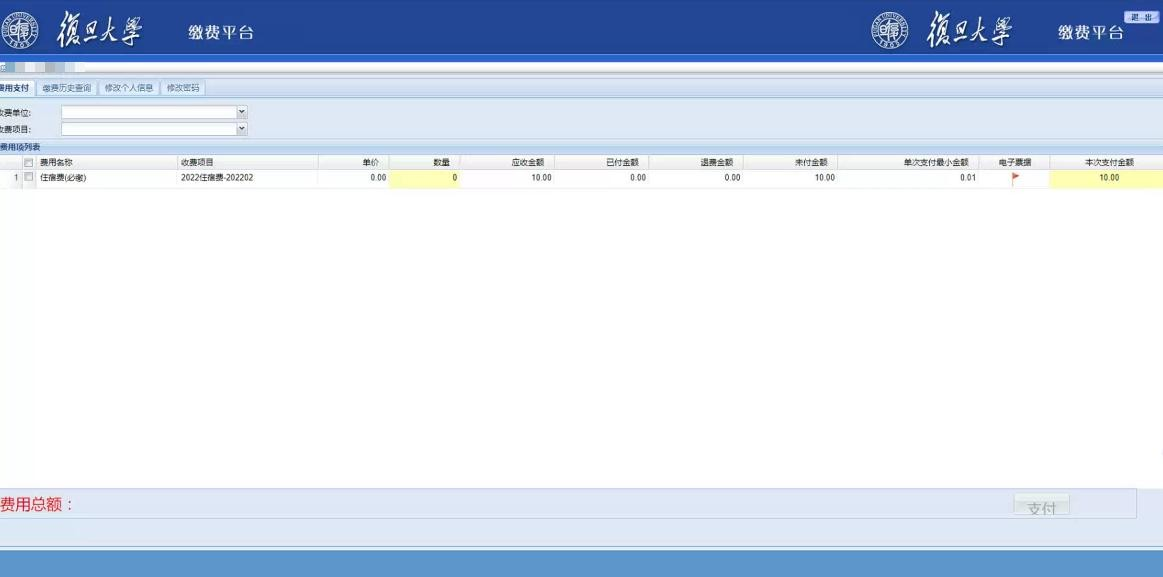 復旦大學 缴费平台 復旦大學 缴费平台 退出
费用支付 缴费历史查询 修改个人信息 修改密码
收费单位:
收费项目:
费用项列表
费用名称 收费项目 单价 数量 应收金额 已付金额 退费金额 未付金额 单次支付最小金额 电子票据 本次支付金额
1 住宿费(必缴) 2022住宿费-202202 0.00 0 10.00 0.00 0.00 10.00 0.01 10.00
费用总额：
支付